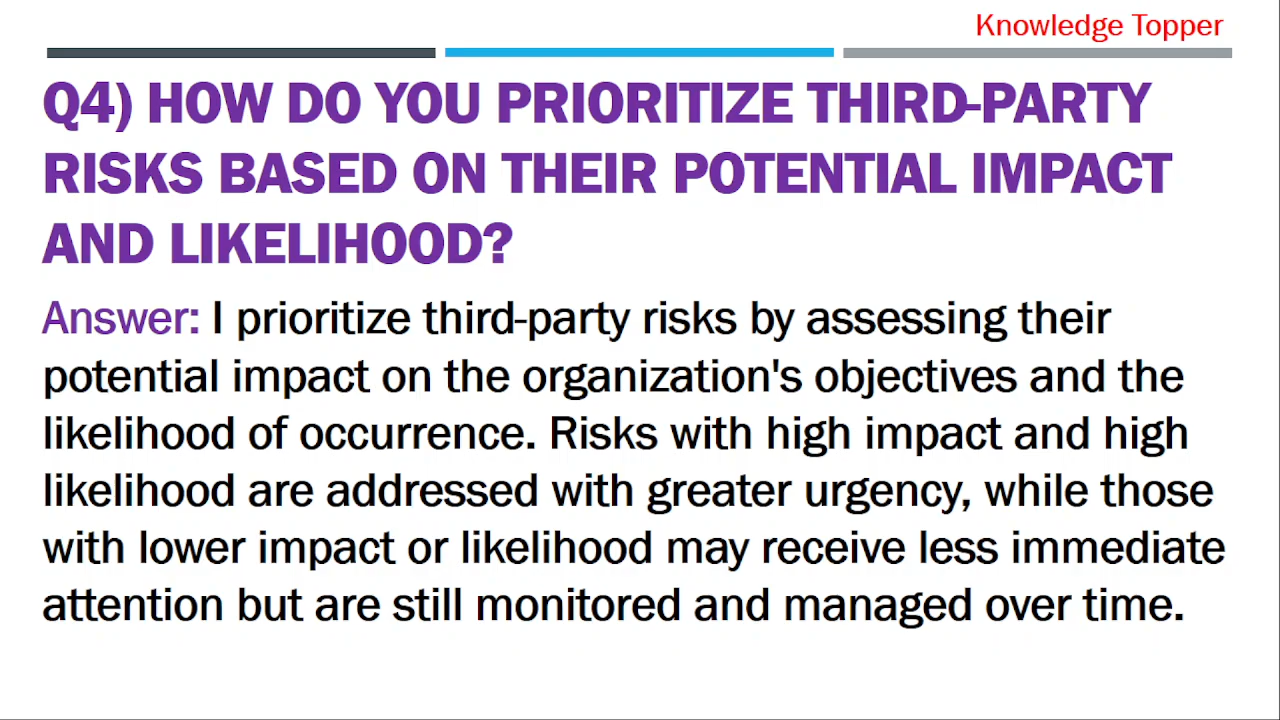 Knowledge Topper
Q4) HOW DO YOU PRIORITIZE THIRD-PARTY
RISKS BASED ON THEIR POTENTIAL IMPACT
AND LIKELIHOOD?
Answer: I prioritize third-party risks by assessing their
potential impact on the organization's objectives and the
likelihood of occurrence. Risks with high impact and high
likelihood are addressed with greater urgency, while those
with lower impact or likelihood may receive less immediate
attention but are still monitored and managed over time.